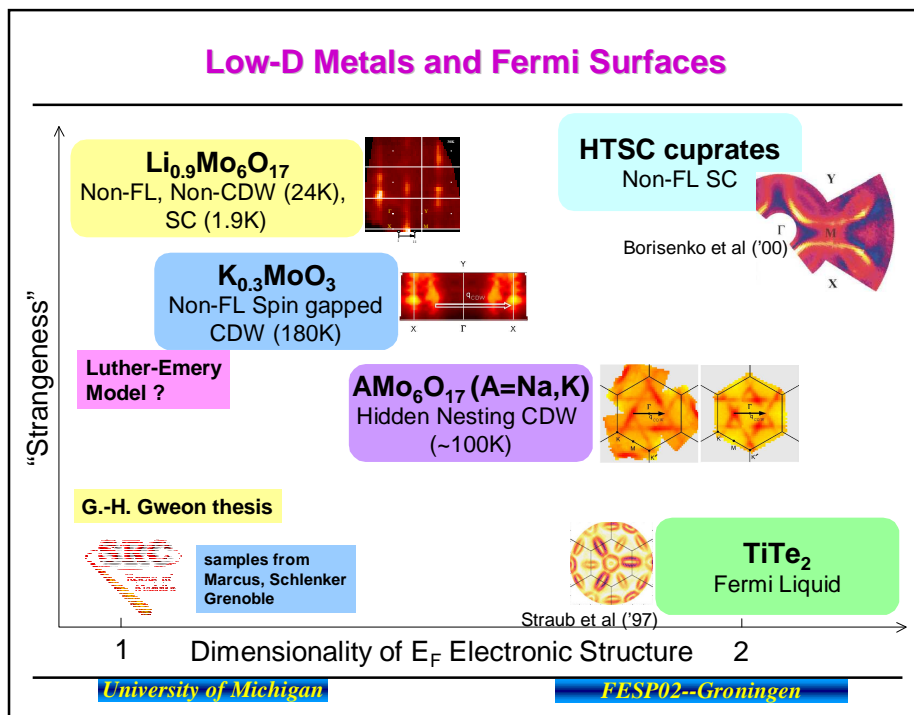 Low-D Metals and Fermi Surfaces
Li0.9Mo6O17
Non-FL, Non-CDW (24K),
SC (1.9K)
HTSC cuprates
Non-FL SC
Y
Γ
M
X
Borisenko et al ('00)
K0.3MoO3
Non-FL Spin gapped
CDW (180K)
Y
qCDW
X Γ X
Luther-Emery
Model ?
AMo6O17 (A=Na,K)
Hidden Nesting CDW
(~100K)
Γ
qCDW
K
M
K'
Γ
qCDW
K
M
K'
"Strangeness"
G.-H. Gweon thesis
SRC
samples from
Marcus, Schlenker
Grenoble
TiTe2
Fermi Liquid
Straub et al ('97)
1 Dimensionality of EF Electronic Structure 2
University of Michigan FESP02--Groningen